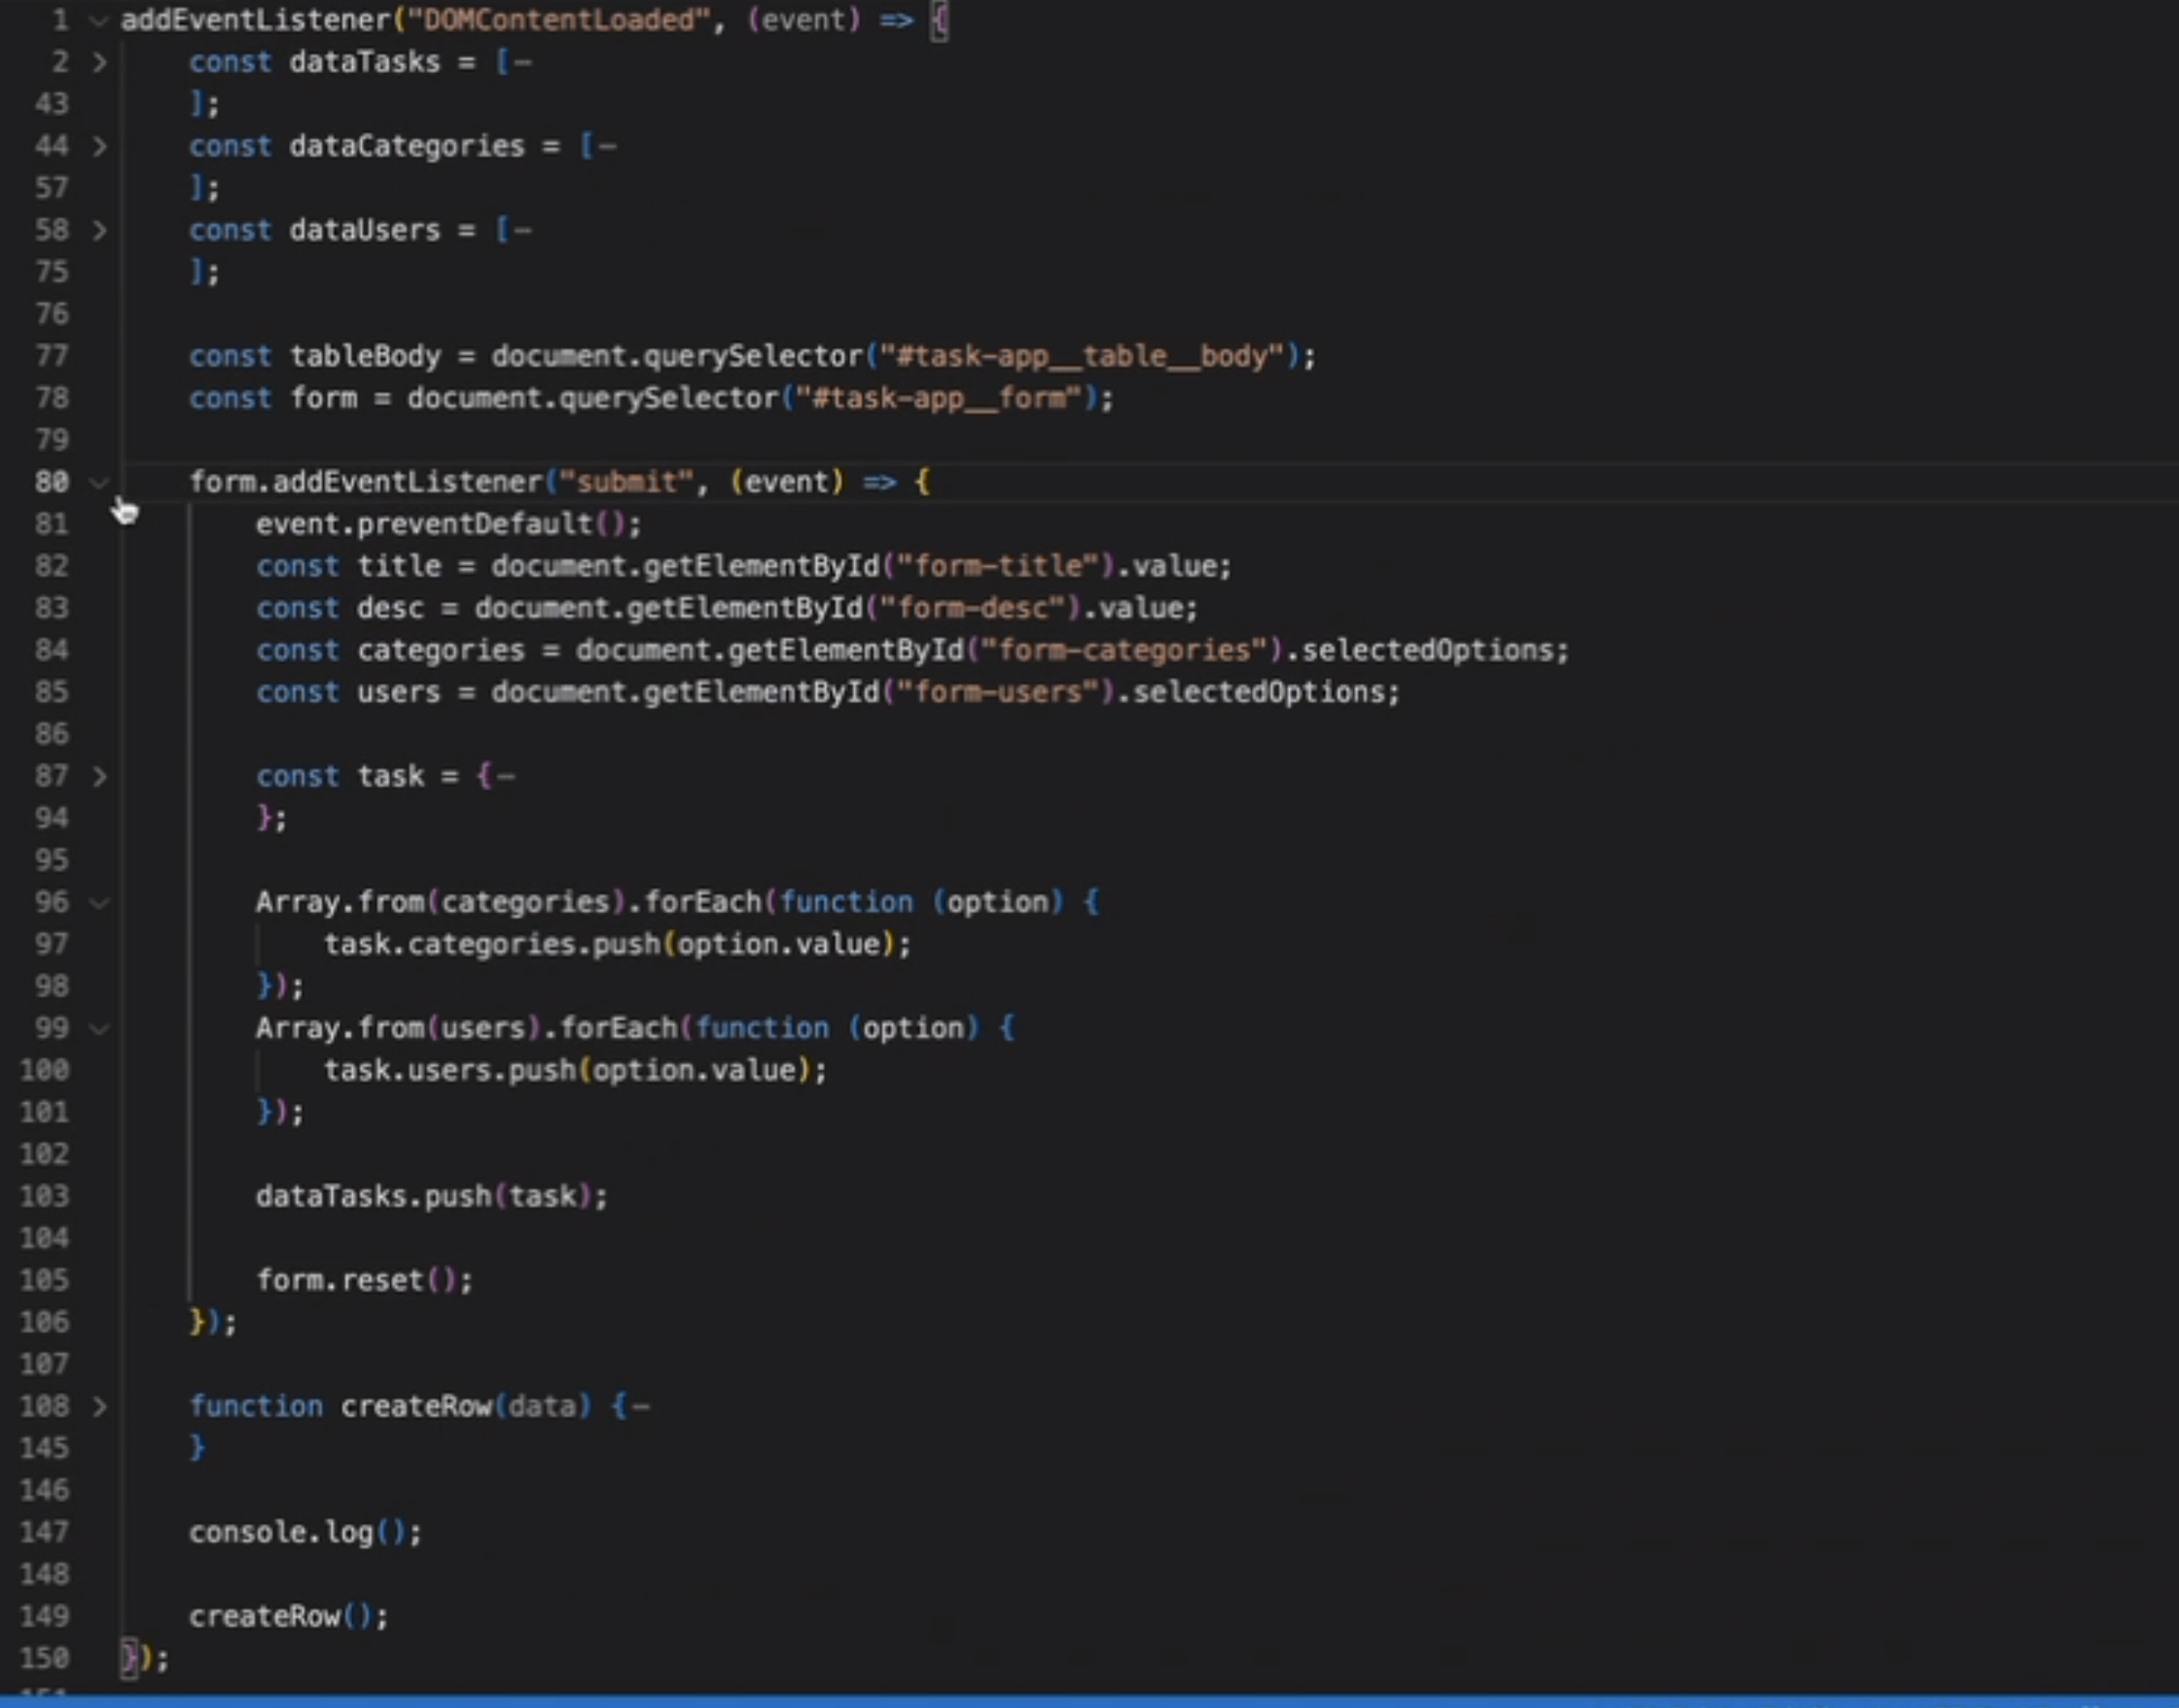 1 addEventListener("DOMContentLoaded", (event) => {
2 const dataTasks = [
43 ];
44 const dataCategories = [
57 ];
58 const dataUsers = [
75 ];
76
77 const tableBody = document.querySelector("#task-app__table__body");
78 const form = document.querySelector("#task-app__form");
79
80 form.addEventListener("submit", (event) => {
81 event.preventDefault();
82 const title = document.getElementById("form-title").value;
83 const desc = document.getElementById("form-desc").value;
84 const categories = document.getElementById("form-categories").selectedOptions;
85 const users = document.getElementById("form-users").selectedOptions;
86
87 const task = {
94 };
95
96 Array.from(categories).forEach(function (option) {
97 task.categories.push(option.value);
98 });
99 Array.from(users).forEach(function (option) {
100 task.users.push(option.value);
101 });
102
103 dataTasks.push(task);
104
105 form.reset();
106 });
107
108 function createRow(data) {
145 }
146
147 console.log();
148
149 createRow();
150 });